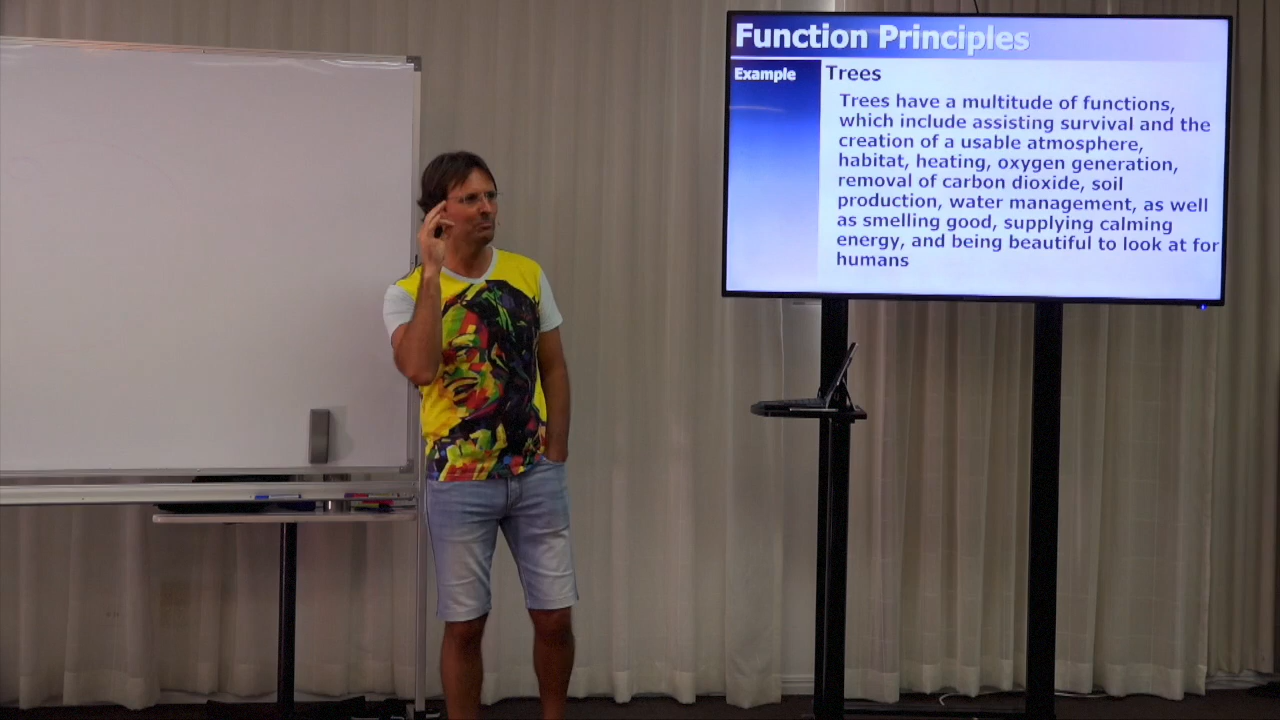 Function Principles
Example
Trees
Trees have a multitude of functions,
which include assisting survival and the
creation of a usable atmosphere,
habitat, heating, oxygen generation,
removal of carbon dioxide, soil
production, water management, as well
as smelling good, supplying calming
energy, and being beautiful to look at for
humans